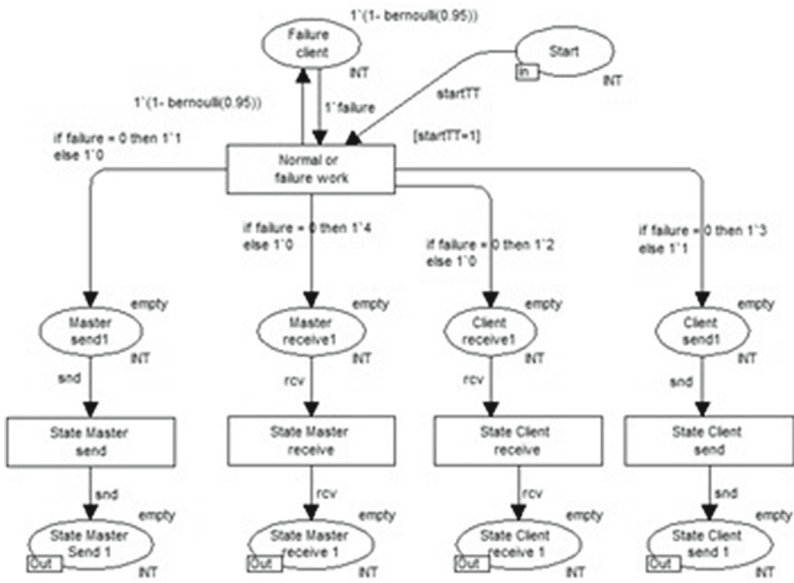 1`(1- bernoulli(0.95))
Failure
client
INT
Start
In
INT
1`(1- bernoulli(0.95))
1`failure
startTT
[startTT=1]
if failure = 0 then 1`1
else 1`0
Normal or
failure work
if failure = 0 then 1`4
else 1`0
if failure = 0 then 1`2
else 1`0
if failure = 0 then 1`3
else 1`1
empty
Master
send1
INT
empty
Master
receive1
INT
empty
Client
receive1
INT
empty
Client
send1
INT
snd
rcv
rcv
snd
State Master
send
State Master
receive
State Client
receive
State Client
send
snd
rcv
rcv
snd
empty
State Master
Send 1
Out
INT
empty
State Master
receive 1
Out
INT
empty
State Client
receive 1
Out
INT
empty
State Client
send 1
Out
INT